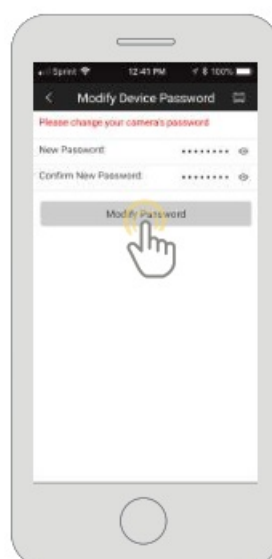 Sprint 12:41 PM 100%
Modify Device Password
Please change your camera's password
New Password:
Confirm New Password:
Modify Password